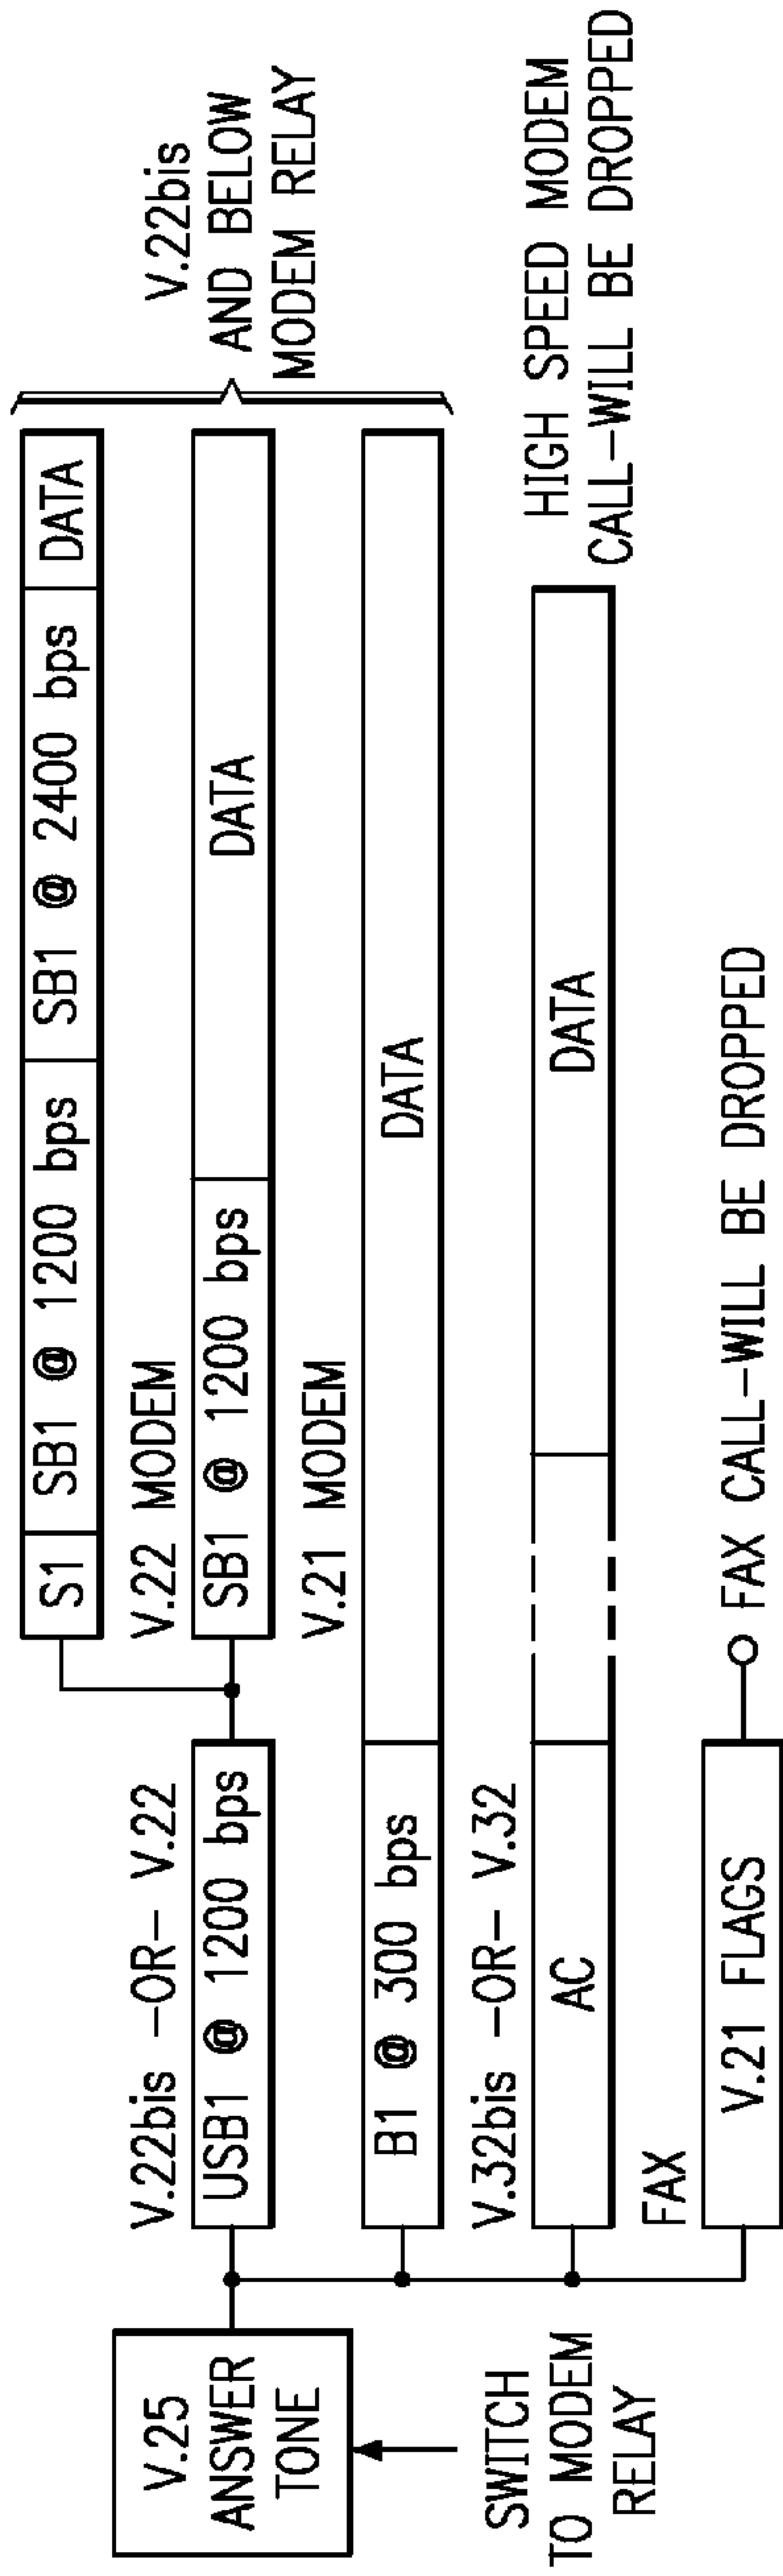 V.25
ANSWER
TONE
SWITCH
TO MODEM
RELAY
V.22bis –OR– V.22
USB1 @ 1200 bps
S1
SB1 @ 1200 bps
SB1 @ 2400 bps
DATA
V.22 MODEM
SB1 @ 1200 bps
DATA
V.22bis
AND BELOW
MODEM RELAY
V.21 MODEM
B1 @ 300 bps
DATA
V.32bis –OR– V.32
AC
DATA
HIGH SPEED MODEM
CALL–WILL BE DROPPED
FAX
V.21 FLAGS
FAX CALL–WILL BE DROPPED